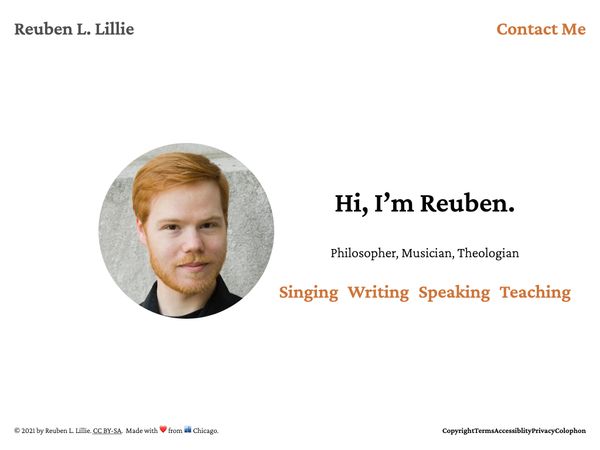 Reuben L. Lillie
Contact Me
Hi, I’m Reuben.
Philosopher, Musician, Theologian
Singing Writing Speaking Teaching
© 2021 by Reuben L. Lillie. CC BY-SA. Made with ❤️ from 🏙️ Chicago.
CopyrightTermsAccessiblityPrivacyColophon